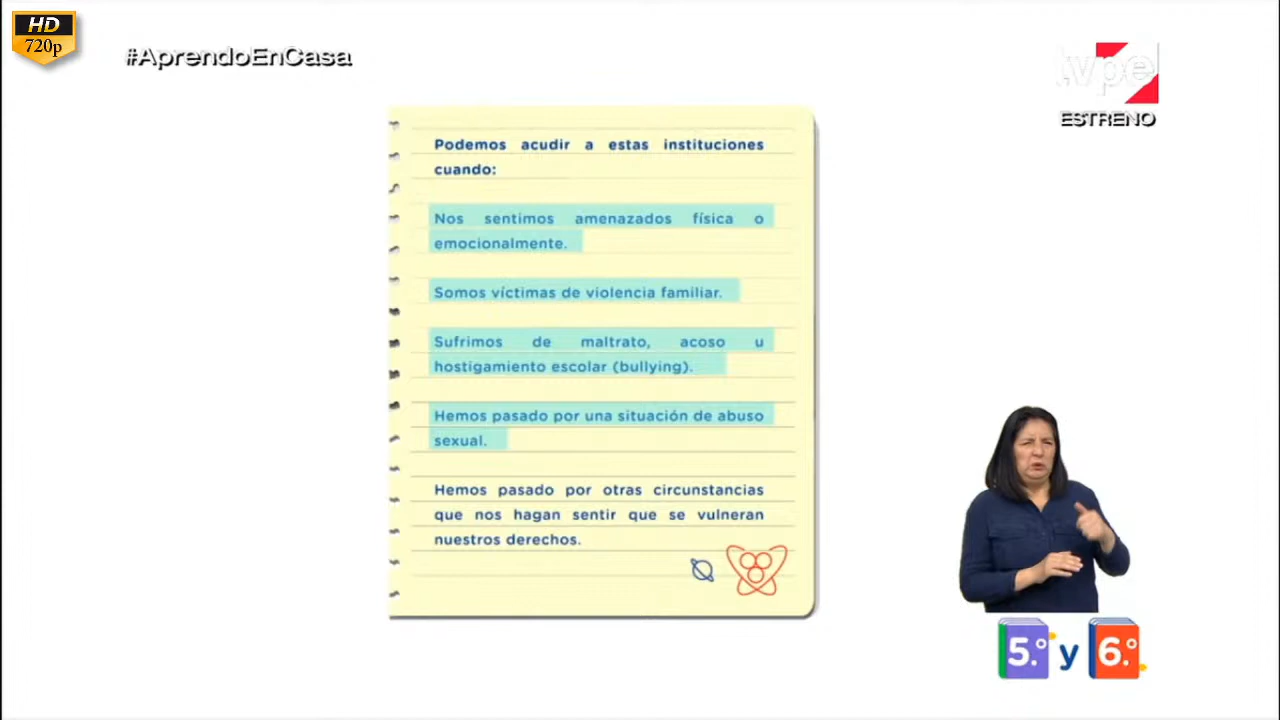 HD
720p
#AprendoEnCasa
tvpe
ESTRENO
Podemos acudir a estas instituciones
cuando:
Nos sentimos amenazados física o
emocionalmente.
Somos víctimas de violencia familiar.
Sufrimos de maltrato, acoso u
hostigamiento escolar (bullying).
Hemos pasado por una situación de abuso
sexual.
Hemos pasado por otras circunstancias
que nos hagan sentir que se vulneran
nuestros derechos.
5.° y 6.°